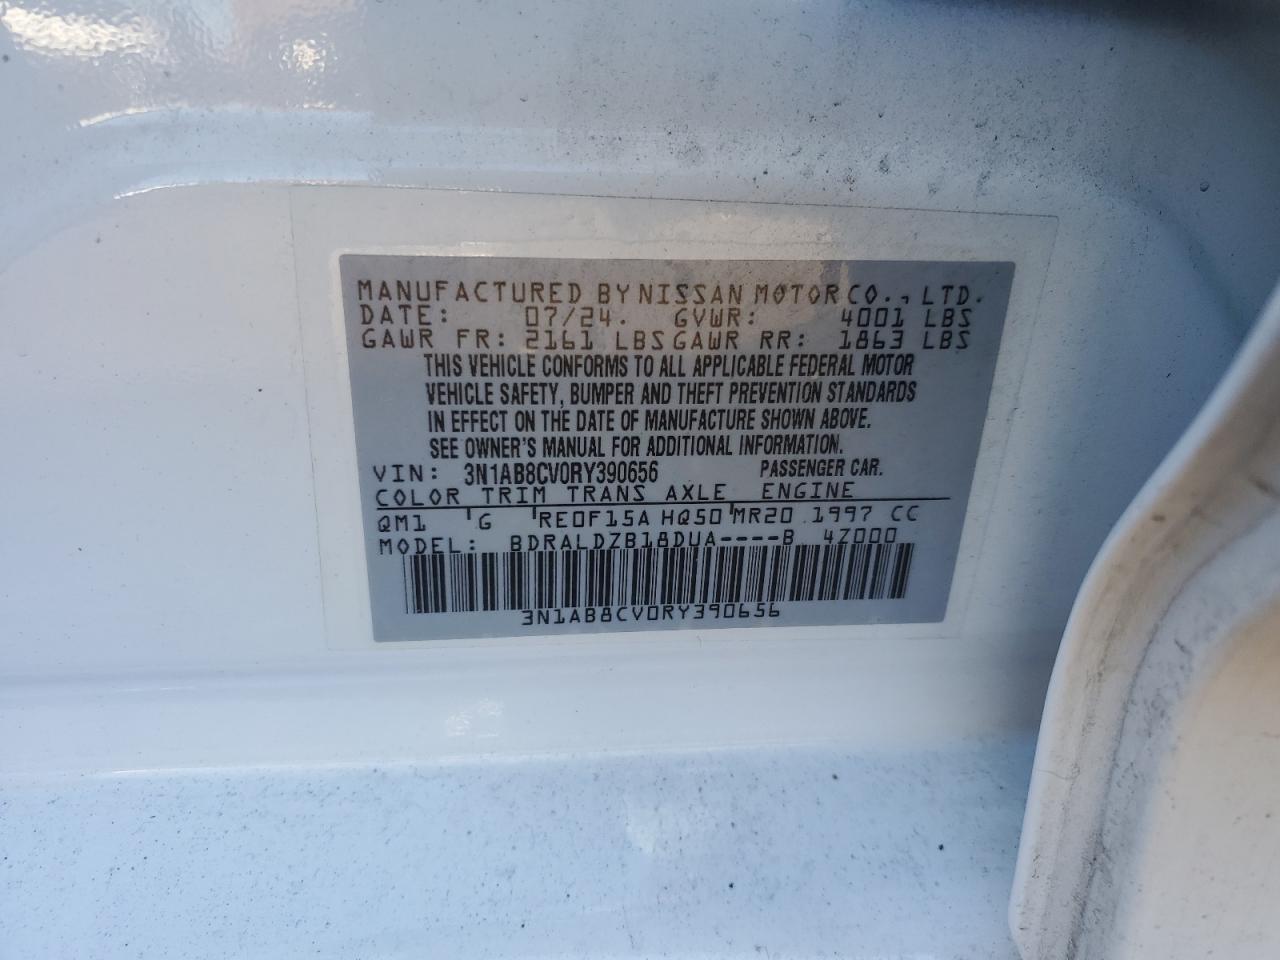 MANUFACTURED BY NISSAN MOTOR CO., LTD.
DATE: 07/24. GVWR: 4001 LBS
GAWR FR: 2161 LBS GAWR RR: 1863 LBS
THIS VEHICLE CONFORMS TO ALL APPLICABLE FEDERAL MOTOR
VEHICLE SAFETY, BUMPER AND THEFT PREVENTION STANDARDS
IN EFFECT ON THE DATE OF MANUFACTURE SHOWN ABOVE.
SEE OWNER'S MANUAL FOR ADDITIONAL INFORMATION.
VIN: 3N1AB8CV0RY390656 PASSENGER CAR.
COLOR TRIM TRANS AXLE ENGINE
QM1 G RE0F15A HQ50 MR20 1997 CC
MODEL: BDRALDZB18DUA----B 4Z000
3N1AB8CV0RY390656